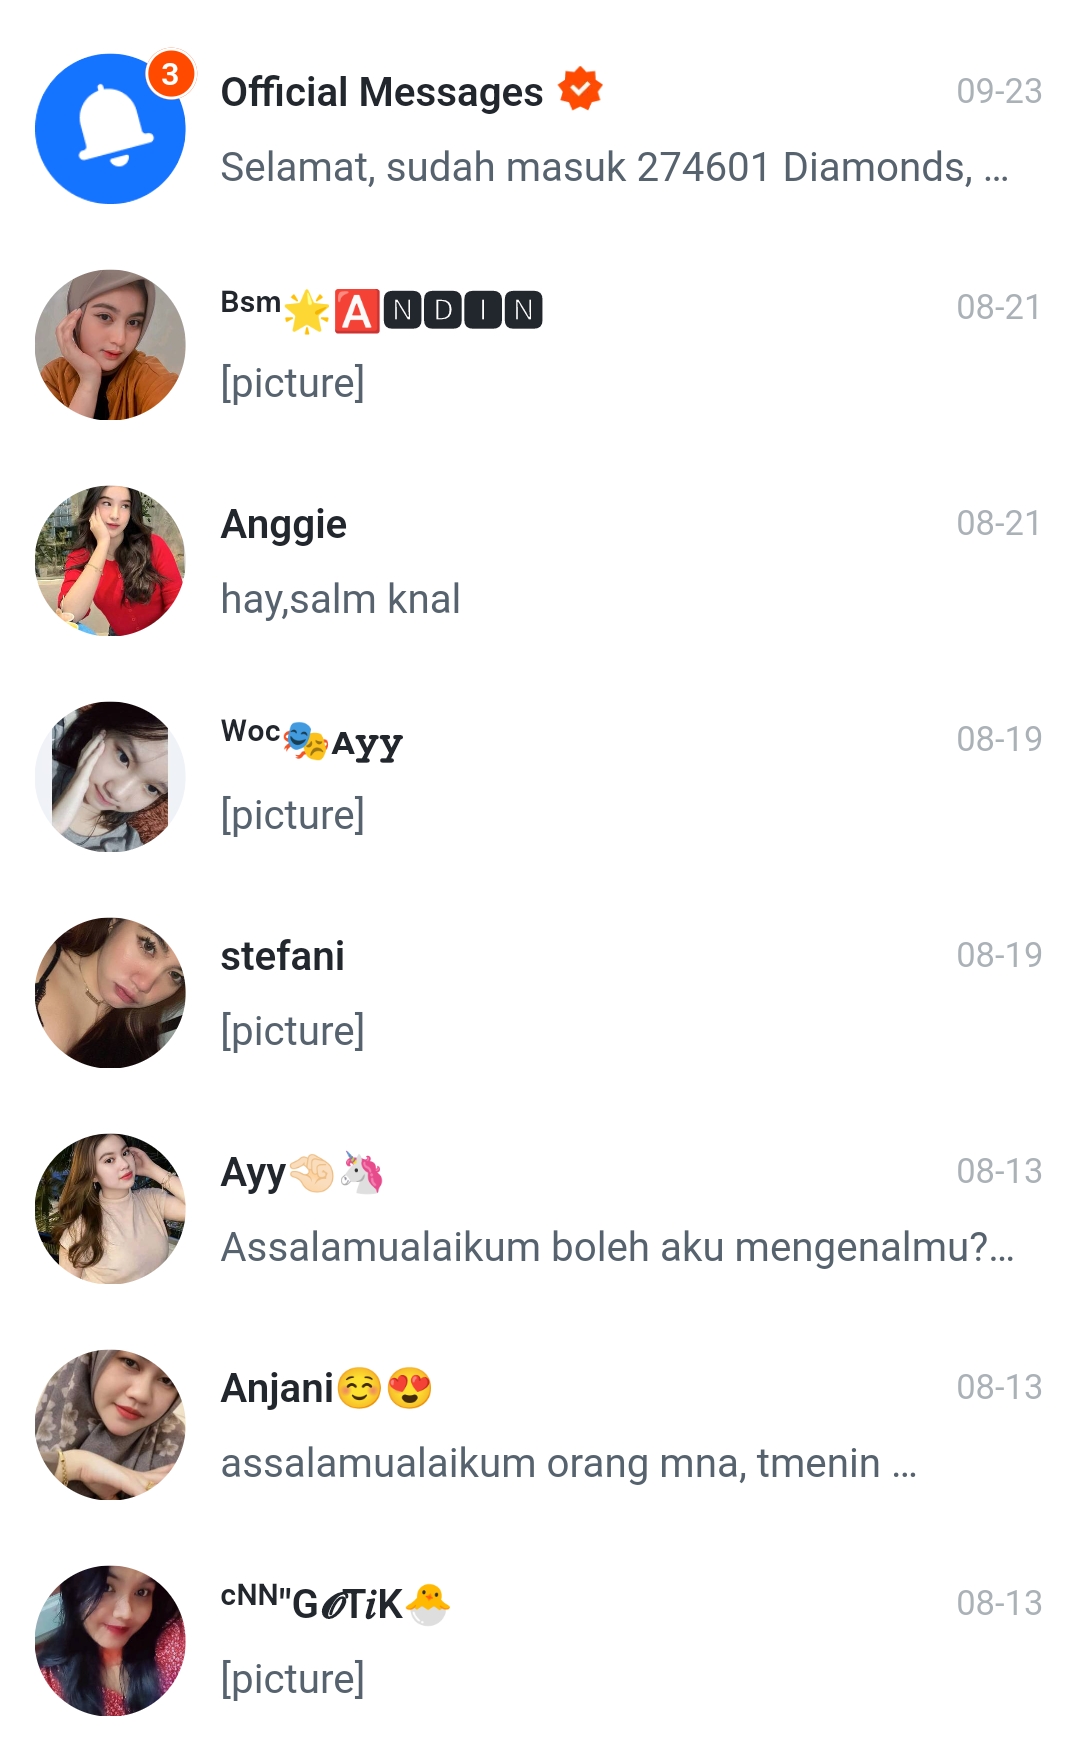 3
Official Messages
09-23
Selamat, sudah masuk 274601 Diamonds, ...
ᴮˢᵐ🌟🅰️🅽🅳🅸🅽
08-21
[picture]
Anggie
08-21
hay,salm knal
ᵂᵒᶜ🎭ᴀʏʏ
08-19
[picture]
stefani
08-19
[picture]
Ayy🤏🏻🦄
08-13
Assalamualaikum boleh aku mengenalmu?...
Anjani☺️😍
08-13
assalamualaikum orang mna, tmenin ...
ᶜᴺᴺ"G𝓞T𝒊K🐣
08-13
[picture]